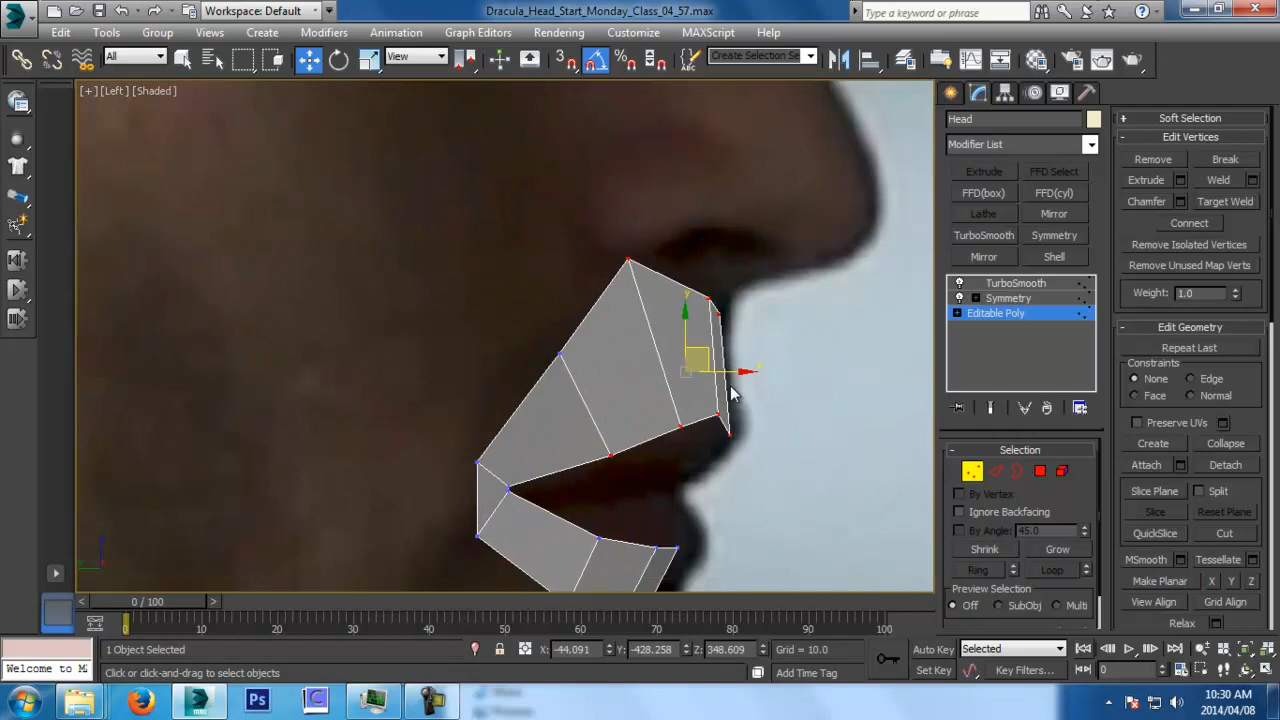 Workspace: Default
Dracula_Head_Start_Monday_Class_04_57.max
Type a keyword or phrase
Edit Tools Group Views Create Modifiers Animation Graph Editors Rendering Customize MAXScript Help
All
View
3
Create Selection Se
[+] [Left] [Shaded]
y
x
Head
Modifier List
Extrude
FFD Select
FFD(box)
FFD(cyl)
Lathe
Mirror
TurboSmooth
Symmetry
Mirror
Shell
TurboSmooth
Symmetry
Editable Poly
Selection
By Vertex
Ignore Backfacing
By Angle: 45.0
Shrink
Grow
Ring
Loop
Preview Selection
Off
SubObj
Multi
Soft Selection
Edit Vertices
Remove
Break
Extrude
Weld
Chamfer
Target Weld
Connect
Remove Isolated Vertices
Remove Unused Map Verts
Weight: 1.0
Edit Geometry
Repeat Last
Constraints
None
Edge
Face
Normal
Preserve UVs
Create
Collapse
Attach
Detach
Slice Plane
Split
Slice
Reset Plane
QuickSlice
Cut
MSmooth
Tessellate
Make Planar
X
Y
Z
View Align
Grid Align
Relax
0 / 100
0 10 20 30 40 50 60 70 80 90 100
1 Object Selected
X: -44.091
Y: -428.258
Z: 348.609
Grid = 10.0
Auto Key
Selected
Welcome to M
Click or click-and-drag to select objects
Add Time Tag
Set Key
Key Filters...
0
Ps
10:30 AM
2014/04/08